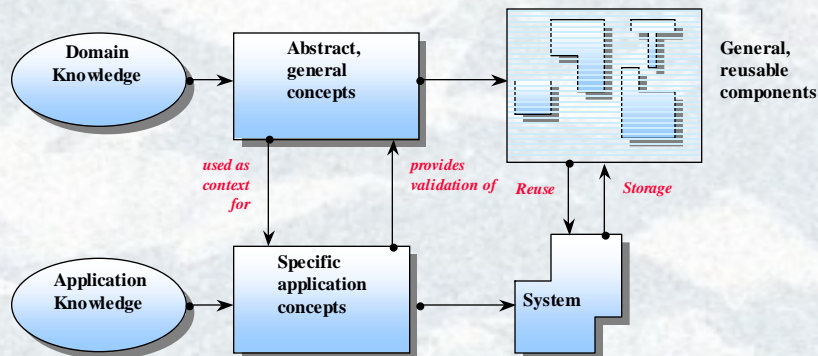 Domain
Knowledge
Abstract,
general
concepts
General,
reusable
components
used as
context
for
provides
validation of
Reuse
Storage
Application
Knowledge
Specific
application
concepts
System